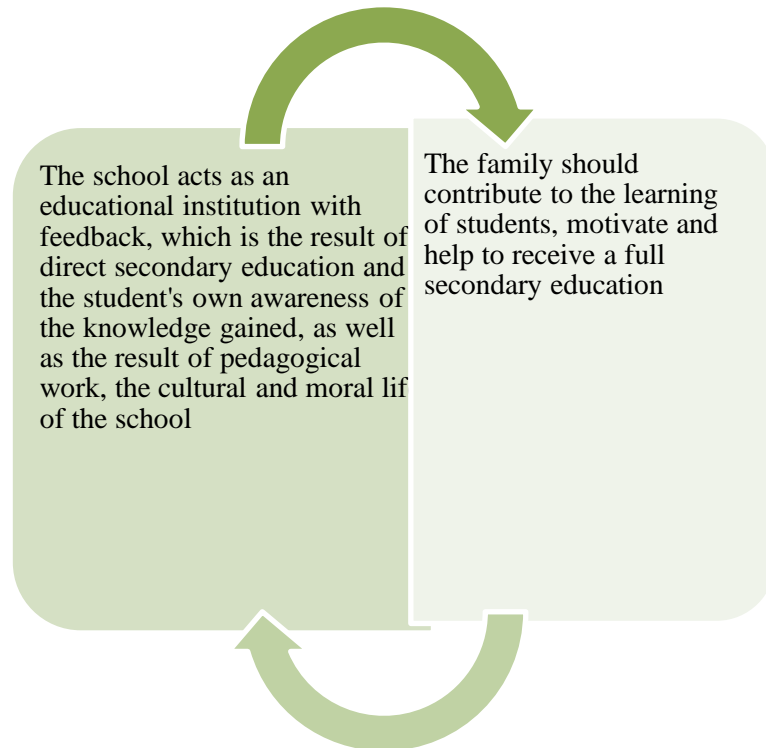 The school acts as an
educational institution with
feedback, which is the result of
direct secondary education and
the student's own awareness of
the knowledge gained, as well
as the result of pedagogical
work, the cultural and moral lif
of the school
The family should
contribute to the learning
of students, motivate and
help to receive a full
secondary education